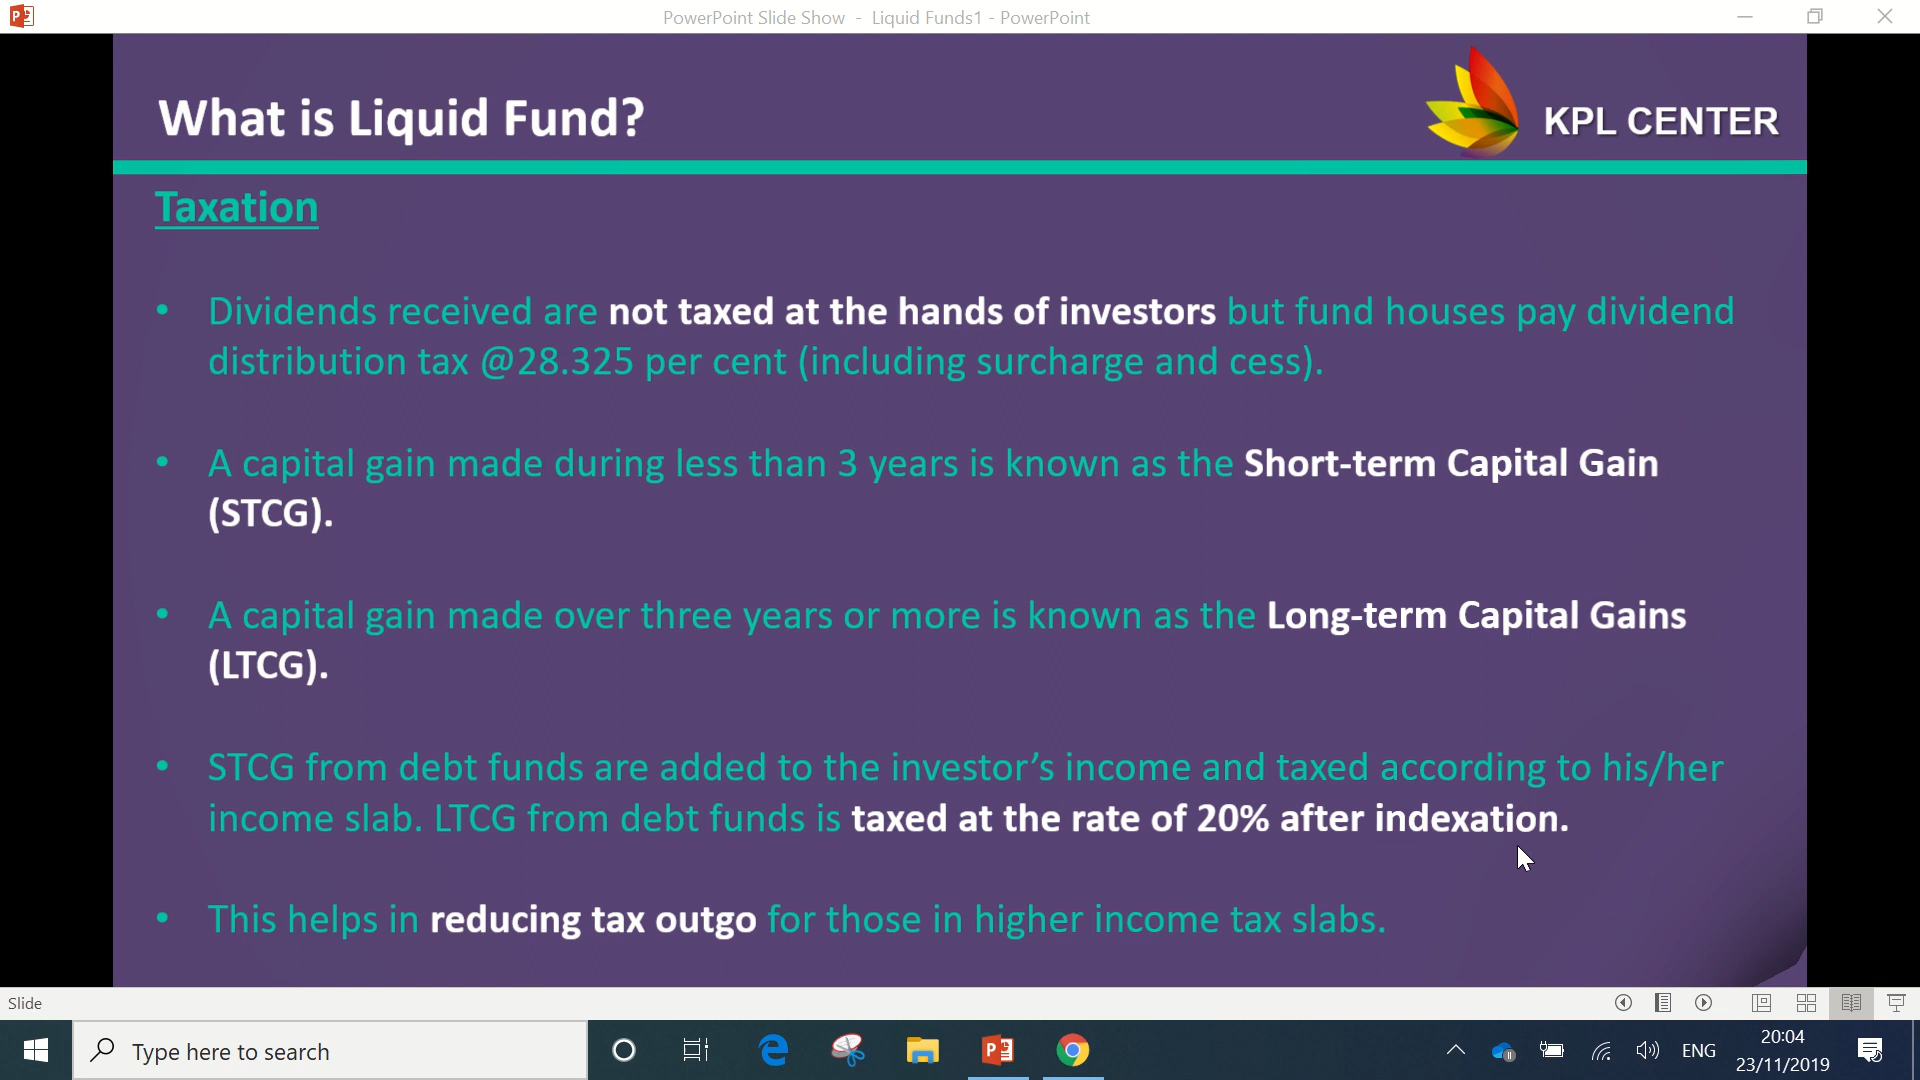 PowerPoint Slide Show - Liquid Funds1 - PowerPoint
What is Liquid Fund?
KPL CENTER
Taxation
• Dividends received are not taxed at the hands of investors but fund houses pay dividend
distribution tax @28.325 per cent (including surcharge and cess).
• A capital gain made during less than 3 years is known as the Short-term Capital Gain
(STCG).
• A capital gain made over three years or more is known as the Long-term Capital Gains
(LTCG).
• STCG from debt funds are added to the investor’s income and taxed according to his/her
income slab. LTCG from debt funds is taxed at the rate of 20% after indexation.
• This helps in reducing tax outgo for those in higher income tax slabs.
Slide
Type here to search
ENG
20:04
23/11/2019